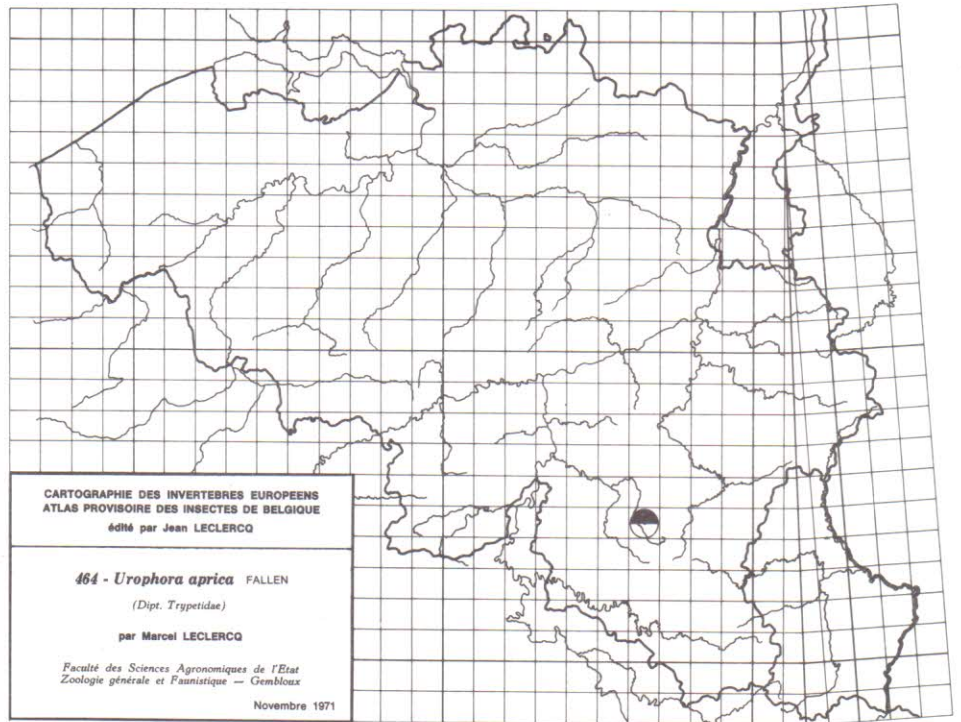 CARTOGRAPHIE DES INVERTEBRES EUROPEENS
ATLAS PROVISOIRE DES INSECTES DE BELGIQUE
édité par Jean LECLERCQ
464 - Urophora aprica FALLEN
(Dipt. Trypetidae)
par Marcel LECLERCQ
Faculté des Sciences Agronomiques de l'Etat
Zoologie générale et Faunistique — Gembloux
Novembre 1971